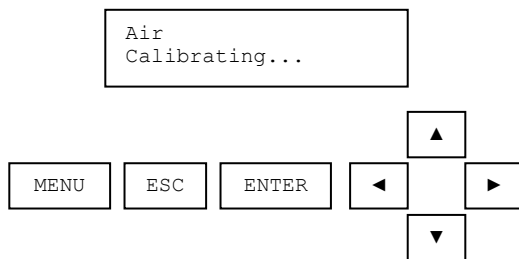 Air
Calibrating...
▲
MENU ESC ENTER ◄ ►
▼